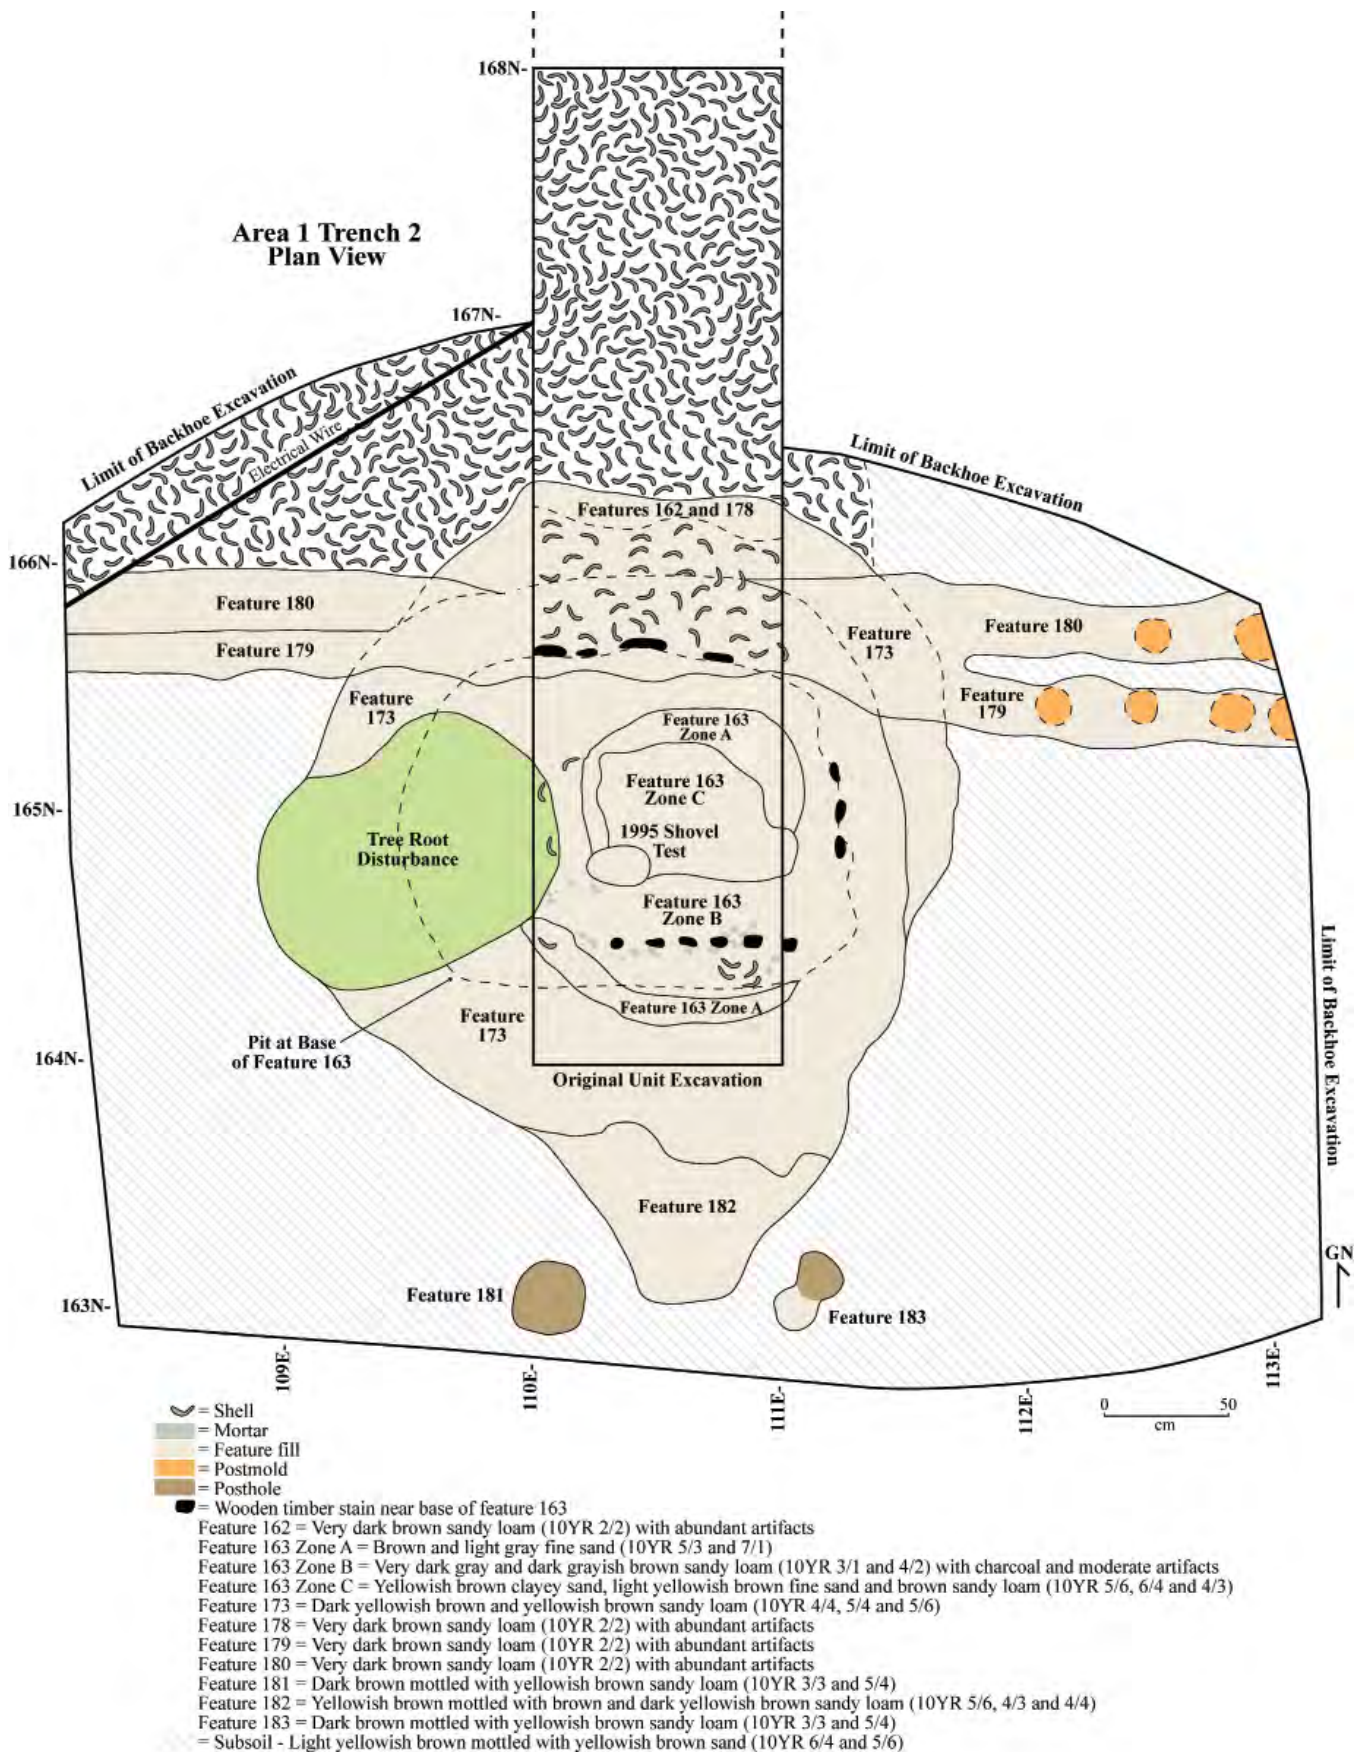 168N-
Area 1 Trench 2
Plan View
167N-
Limit of Backhoe Excavation
Electrical Wire
Limit of Backhoe Excavation
Features 162 and 178
166N-
Feature 180
Feature 179
Feature
173
Feature 180
Feature
179
Feature
173
Feature 163
Zone A
Feature 163
Zone C
165N-
1995 Shovel
Test
Tree Root
Disturbance
Feature 163
Zone B
Limit of Backhoe Excavation
Feature 163 Zone A
Feature
173
Pit at Base
of Feature 163
164N-
Original Unit Excavation
Feature 182
GN
Feature 181
163N-
Feature 183
109E-
110E-
111E-
112E-
113E-
0 50
cm
= Shell
= Mortar
= Feature fill
= Postmold
= Posthole
= Wooden timber stain near base of feature 163
Feature 162 = Very dark brown sandy loam (10YR 2/2) with abundant artifacts
Feature 163 Zone A = Brown and light gray fine sand (10YR 5/3 and 7/1)
Feature 163 Zone B = Very dark gray and dark grayish brown sandy loam (10YR 3/1 and 4/2) with charcoal and moderate artifacts
Feature 163 Zone C = Yellowish brown clayey sand, light yellowish brown fine sand and brown sandy loam (10YR 5/6, 6/4 and 4/3)
Feature 173 = Dark yellowish brown and yellowish brown sandy loam (10YR 4/4, 5/4 and 5/6)
Feature 178 = Very dark brown sandy loam (10YR 2/2) with abundant artifacts
Feature 179 = Very dark brown sandy loam (10YR 2/2) with abundant artifacts
Feature 180 = Very dark brown sandy loam (10YR 2/2) with abundant artifacts
Feature 181 = Dark brown mottled with yellowish brown sandy loam (10YR 3/3 and 5/4)
Feature 182 = Yellowish brown mottled with brown and dark yellowish brown sandy loam (10YR 5/6, 4/3 and 4/4)
Feature 183 = Dark brown mottled with yellowish brown sandy loam (10YR 3/3 and 5/4)
= Subsoil - Light yellowish brown mottled with yellowish brown sand (10YR 6/4 and 5/6)